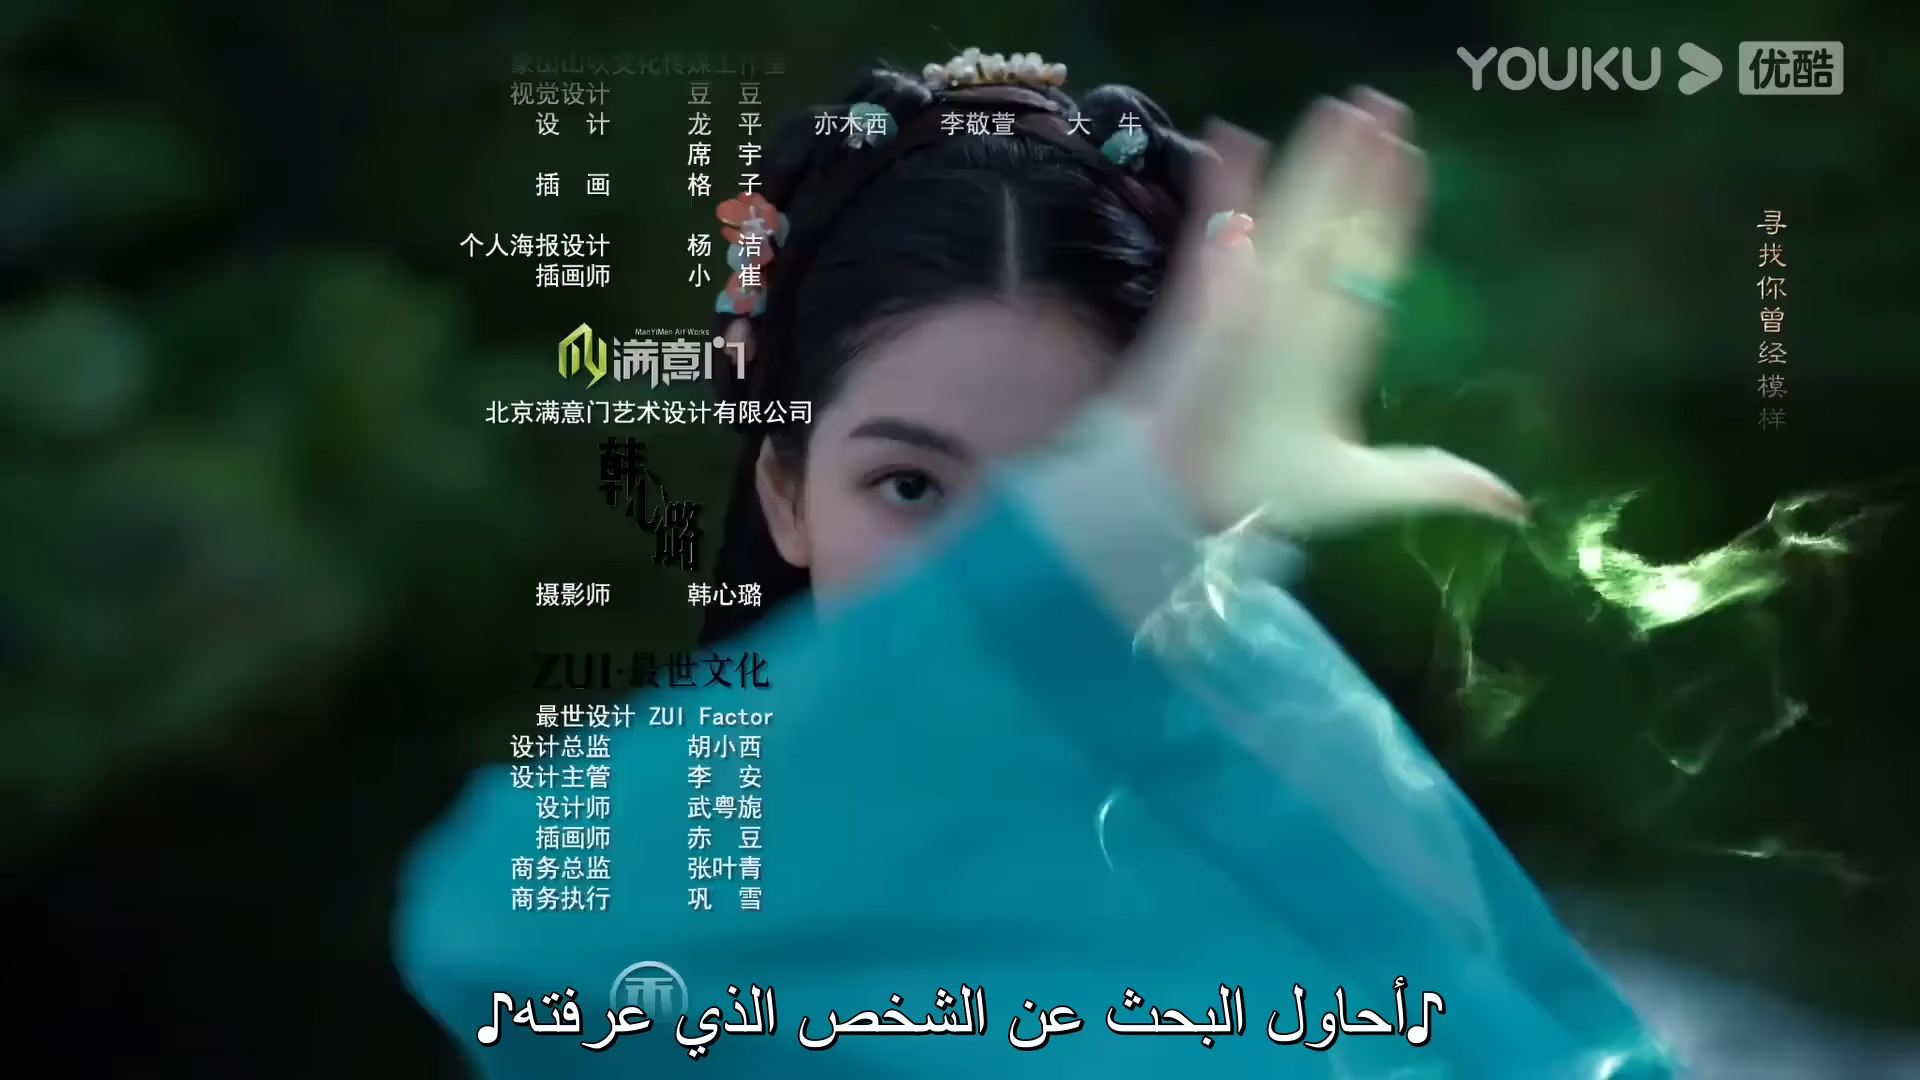 YOUKU 优酷
视觉设计 豆 豆
设 计 龙 平 亦木西 李敬萱 大 牛
席 宇
插 画 格 子
个人海报设计 杨 洁
插画师 小 崔
ManYiMen Art Works
满意门
北京满意门艺术设计有限公司
韩心璐
摄影师 韩心璐
ZUI·最世文化
最世设计 ZUI Factor
设计总监 胡小西
设计主管 李 安
设计师 武粤旎
插画师 赤 豆
商务总监 张叶青
商务执行 巩 雪
寻找你曾经模样
♪أحاول البحث عن الشخص الذي عرفته♪